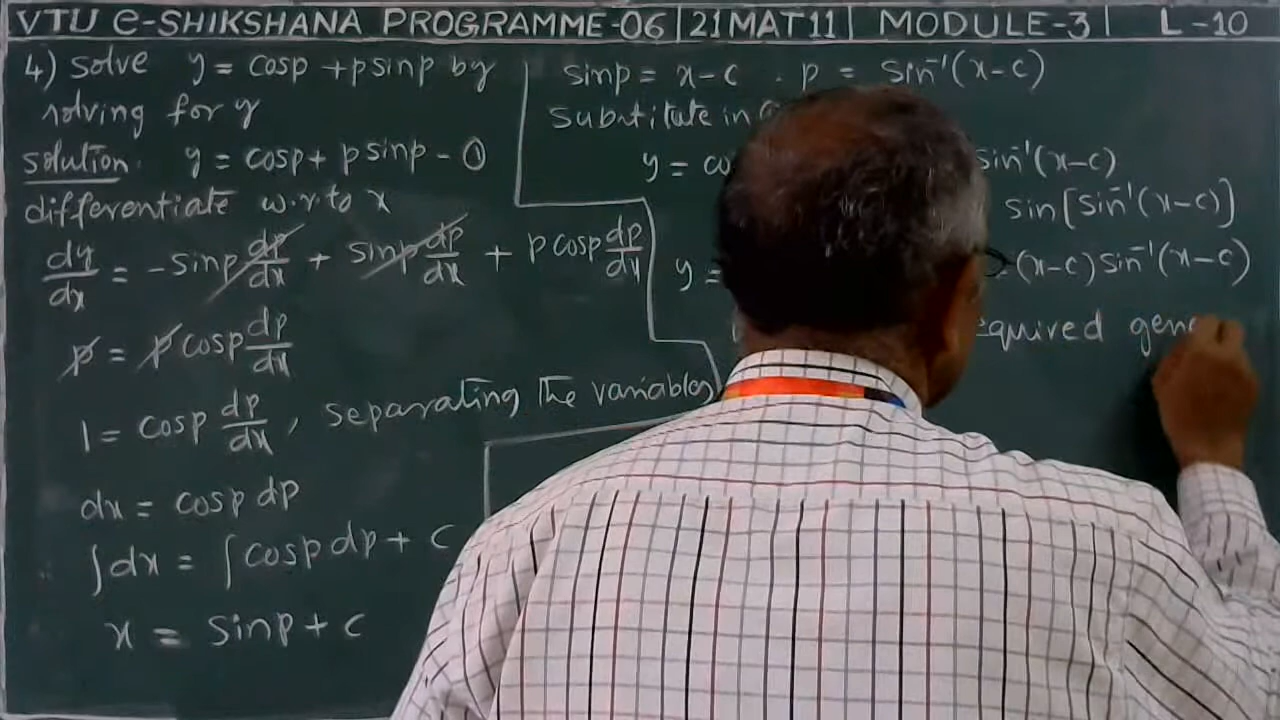 VTU e-SHIKSHANA PROGRAMME-06 | 21MAT11 | MODULE-3 | L-10
4) solve y = cosp + psinp by
solving for y
solution. y = cosp + psinp - ①
differentiate w.r.to x
dy/dx = -sinp dp/dx + sinp dp/dx + p cosp dp/dx
p = p cosp dp/dx
1 = cosp dp/dx, separating the variables
dx = cosp dp
∫dx = ∫cosp dp + c
x = sinp + c
sinp = x-c . p = sin⁻¹(x-c)
Substitute in
y = sin⁻¹(x-c)
sin[sin⁻¹(x-c)]
y = (x-c) sin⁻¹(x-c)